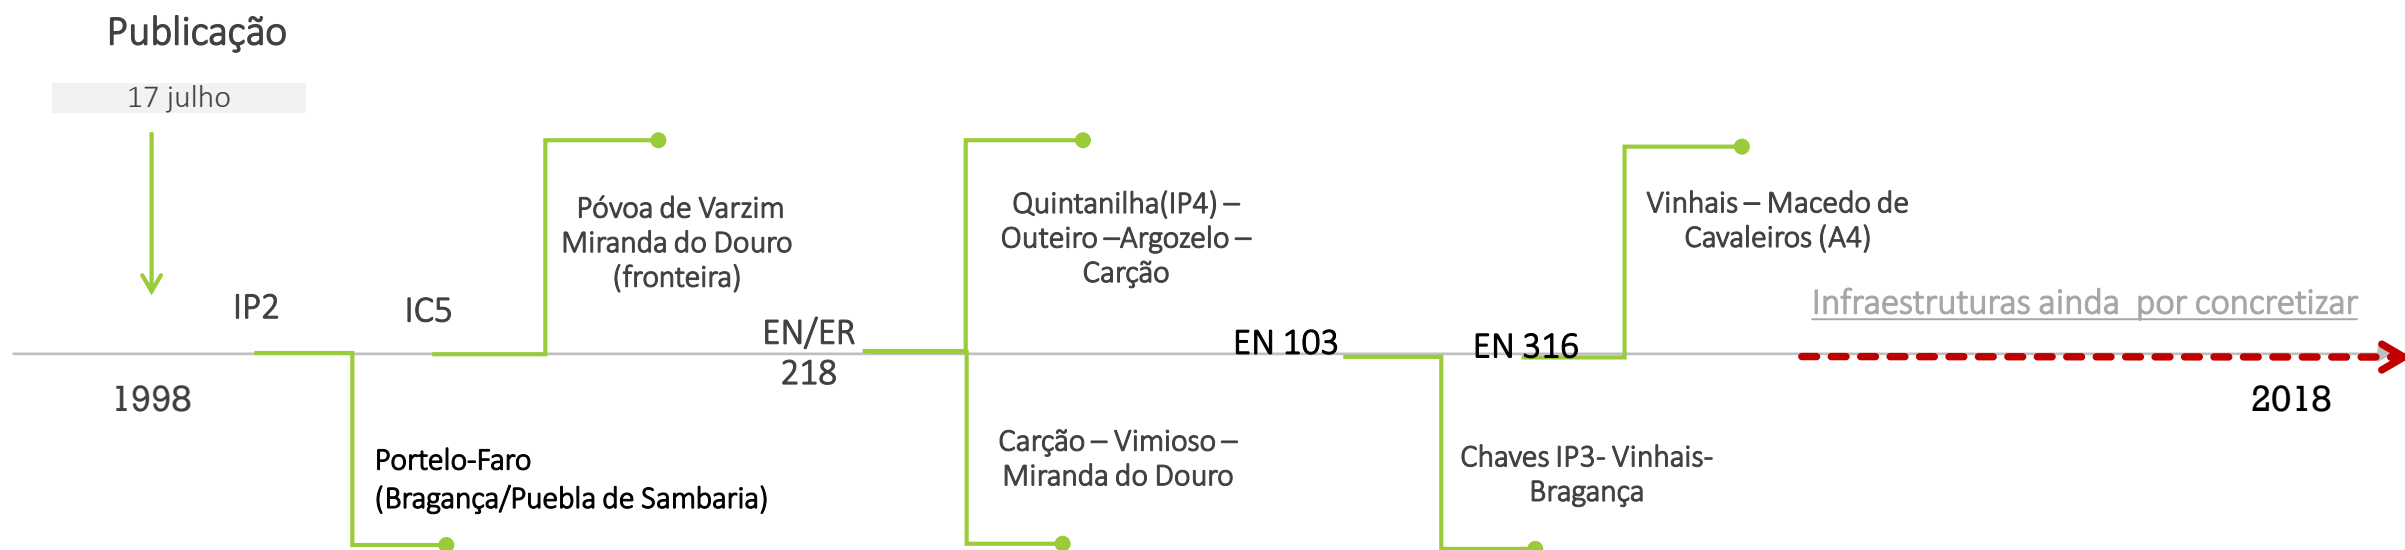 Publicação
17 julho
IP2
IC5
Póvoa de Varzim
Miranda do Douro
(fronteira)
EN/ER
218
Quintanilha(IP4) –
Outeiro –Argozelo –
Carção
EN 103
EN 316
Vinhais – Macedo de
Cavaleiros (A4)
Infraestruturas ainda  por concretizar
1998
2018
Portelo-Faro
(Bragança/Puebla de Sambaria)
Carção – Vimioso –
Miranda do Douro
Chaves IP3- Vinhais-
Bragança